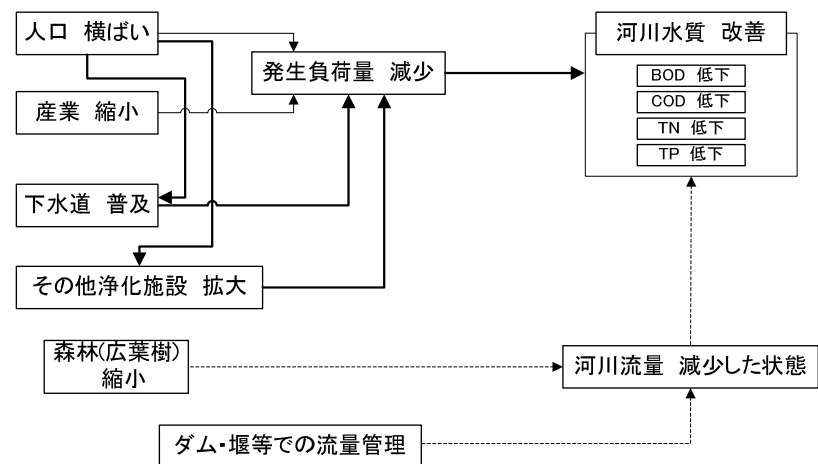 人口 横ばい
産業 縮小
下水道 普及
その他浄化施設 拡大
発生負荷量 減少
河川水質 改善
BOD 低下
COD 低下
TN 低下
TP 低下
森林(広葉樹)
縮小
河川流量 減少した状態
ダム・堰等での流量管理